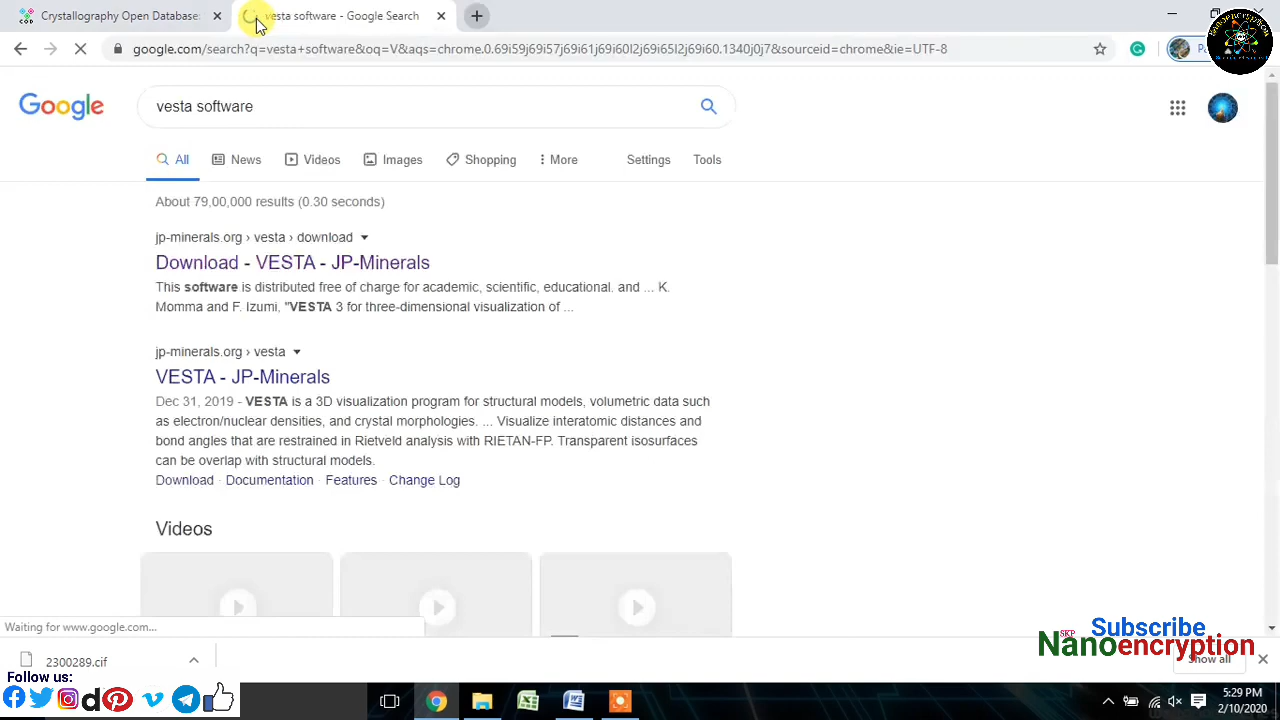 Crystallography Open Database:
vesta software - Google Search
google.com/search?q=vesta+software&oq=V&aqs=chrome.0.69i59j69i57j69i61j69i60l2j69i65l2j69i60.1340j0j7&sourceid=chrome&ie=UTF-8
Google
vesta software
All News Videos Images Shopping More Settings Tools
About 79,00,000 results (0.30 seconds)
jp-minerals.org › vesta › download
Download - VESTA - JP-Minerals
This software is distributed free of charge for academic, scientific, educational, and ... K.
Momma and F. Izumi, "VESTA 3 for three-dimensional visualization of ...
jp-minerals.org › vesta
VESTA - JP-Minerals
Dec 31, 2019 - VESTA is a 3D visualization program for structural models, volumetric data such
as electron/nuclear densities, and crystal morphologies. ... Visualize interatomic distances and
bond angles that are restrained in Rietveld analysis with RIETAN-FP. Transparent isosurfaces
can be overlap with structural models.
Download · Documentation · Features · Change Log
Videos
Waiting for www.google.com...
Subscribe
SKP
Nanoencryption
2300289.cif
Show all
Follow us:
5:29 PM
2/10/2020